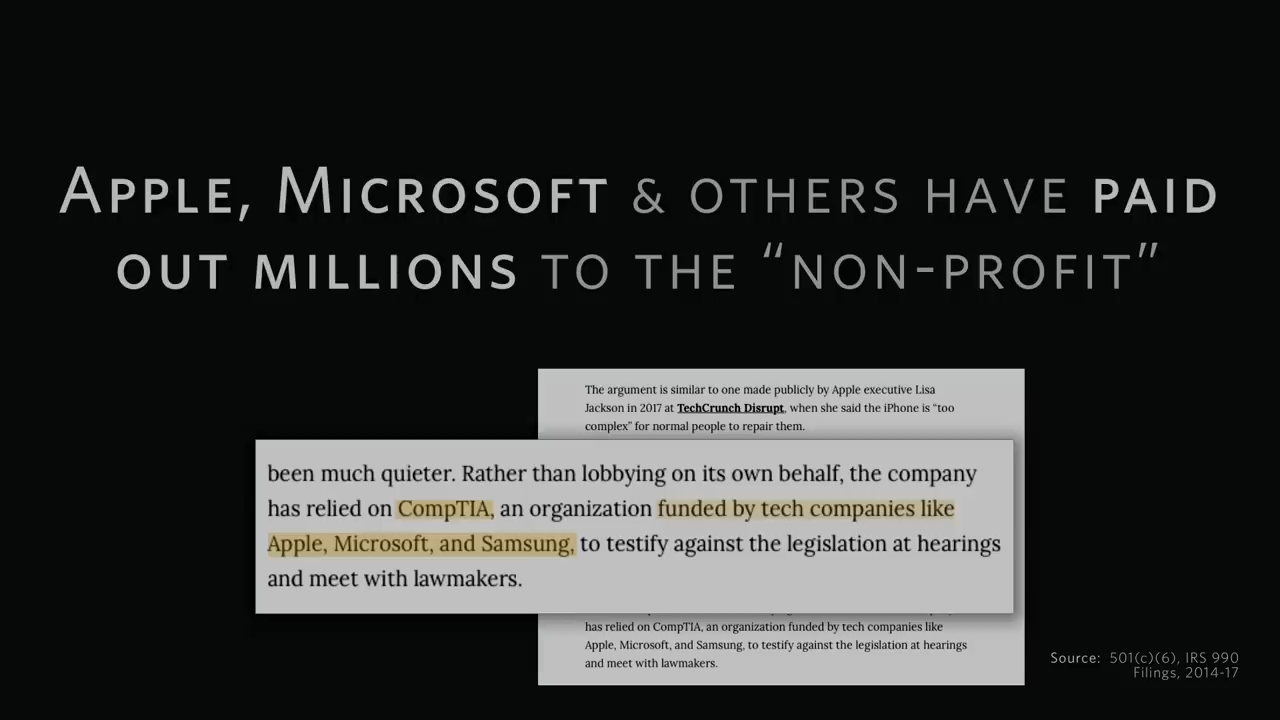 Apple, Microsoft & others have paid
out millions to the “non-profit”
The argument is similar to one made publicly by Apple executive Lisa
Jackson in 2017 at TechCrunch Disrupt, when she said the iPhone is “too
complex” for normal people to repair them.
been much quieter. Rather than lobbying on its own behalf, the company
has relied on CompTIA, an organization funded by tech companies like
Apple, Microsoft, and Samsung, to testify against the legislation at hearings
and meet with lawmakers.
has relied on CompTIA, an organization funded by tech companies like
Apple, Microsoft, and Samsung, to testify against the legislation at hearings
and meet with lawmakers.
Source: 501(c)(6), IRS 990
Filings, 2014-17